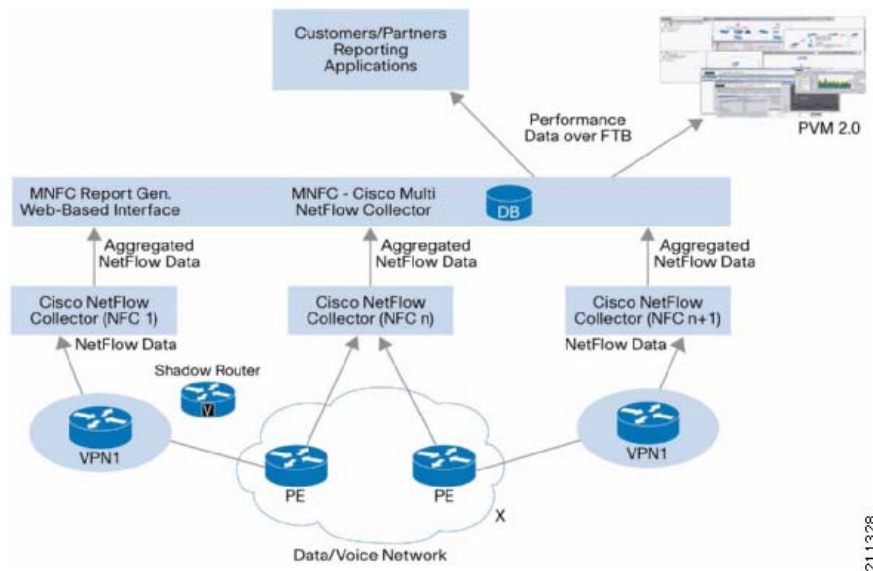 Customers/Partners
Reporting
Applications
Performance
Data over FTB
PVM 2.0
MNFC Report Gen.
Web-Based Interface
MNFC - Cisco Multi
NetFlow Collector
DB
Aggregated
NetFlow Data
Aggregated
NetFlow Data
Aggregated
NetFlow Data
Cisco NetFlow
Collector (NFC 1)
Cisco NetFlow
Collector (NFC n)
Cisco NetFlow
Collector (NFC n+1)
NetFlow Data
NetFlow Data
Shadow Router
V
VPN1
PE
PE
VPN1
X
Data/Voice Network
211328